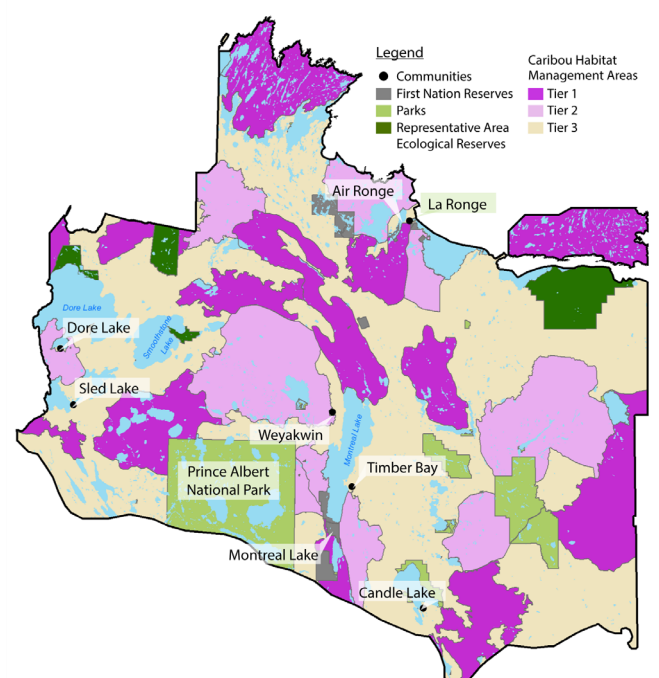 Legend
Communities
First Nation Reserves
Parks
Representative Area
Ecological Reserves
Caribou Habitat
Management Areas
Tier 1
Tier 2
Tier 3
Air Ronge
La Ronge
Dore Lake
Dore Lake
Smoothstone
Lake
Sled Lake
Weyakwin
Montreal Lake
Prince Albert
National Park
Timber Bay
Montreal Lake
Candle Lake